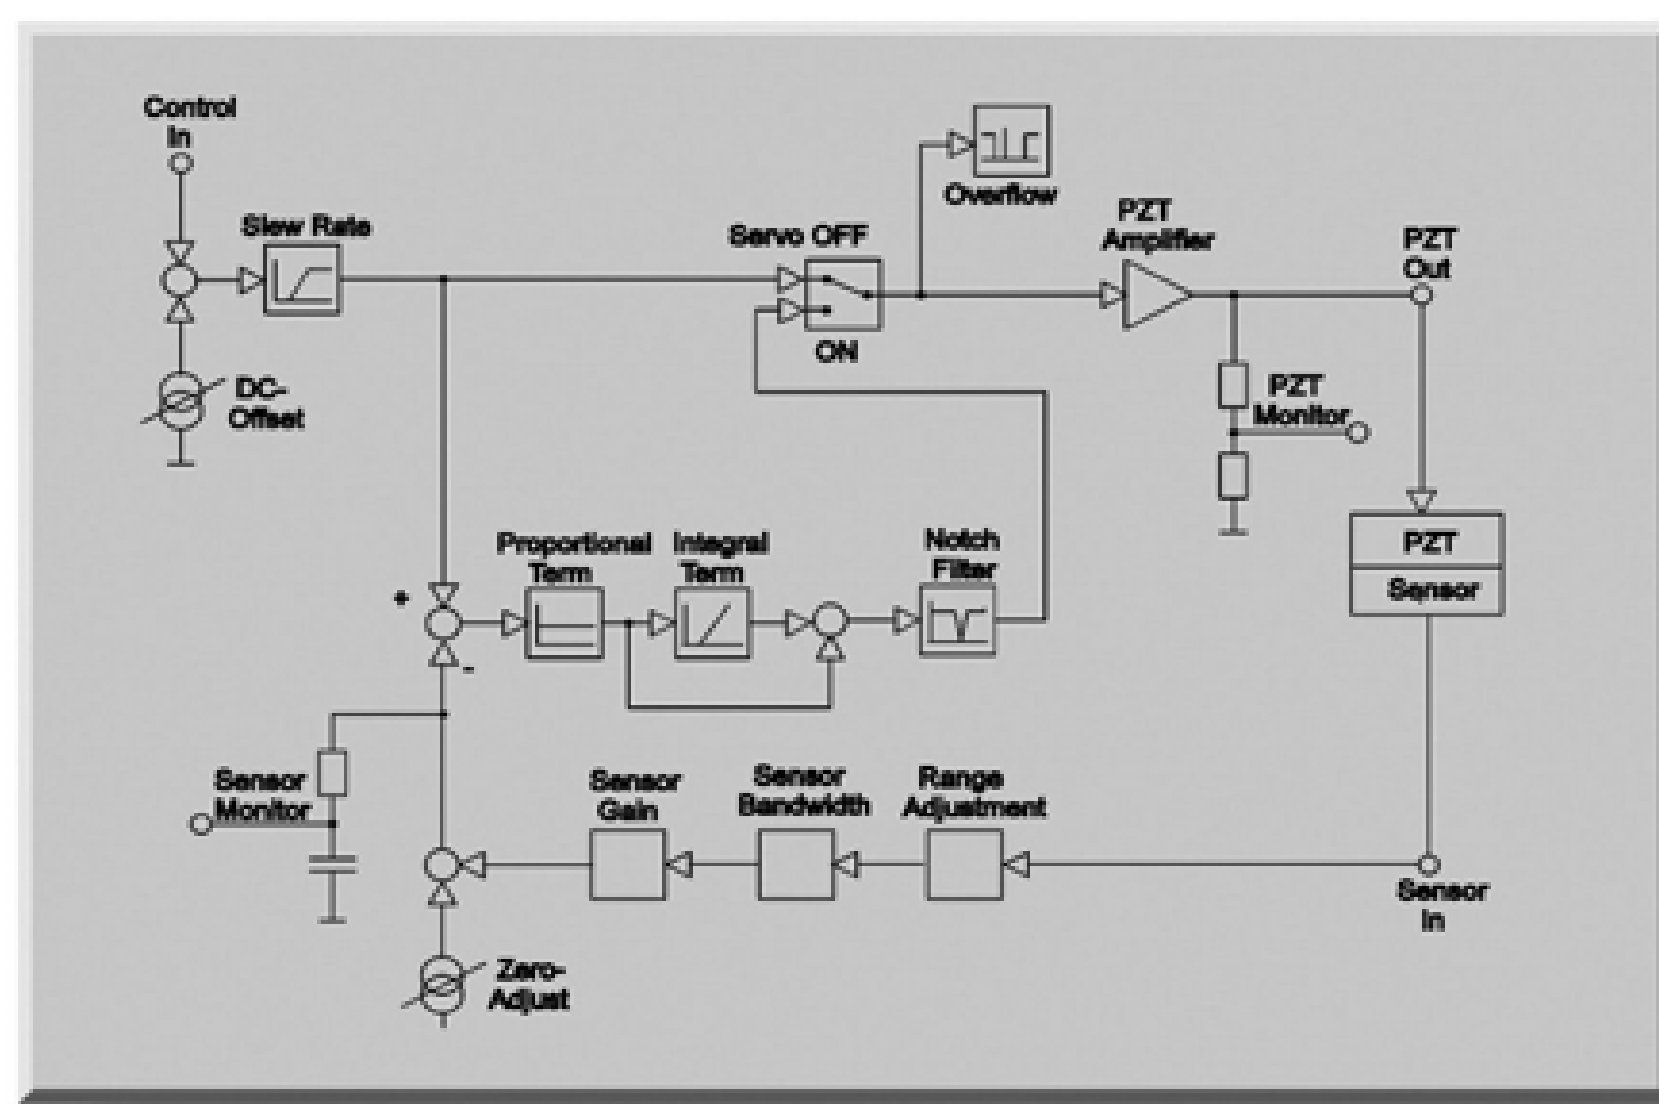 Control
In
Slew Rate
Servo OFF
ON
Overflow
PZT
Amplifier
PZT
Out
DC-
Offset
PZT
Monitor
Proportional
Term
Integral
Term
Notch
Filter
PZT
Sensor
+
-
Sensor
Monitor
Sensor
Gain
Sensor
Bandwidth
Range
Adjustment
Sensor
In
Zero-
Adjust